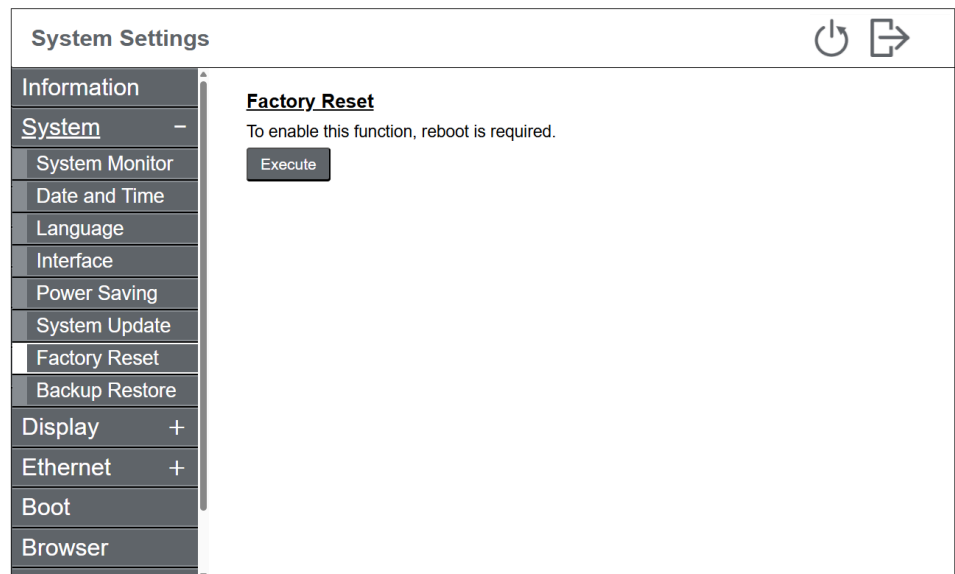 System Settings
Information
System −
System Monitor
Date and Time
Language
Interface
Power Saving
System Update
Factory Reset
Backup Restore
Display +
Ethernet +
Boot
Browser
Factory Reset
To enable this function, reboot is required.
Execute